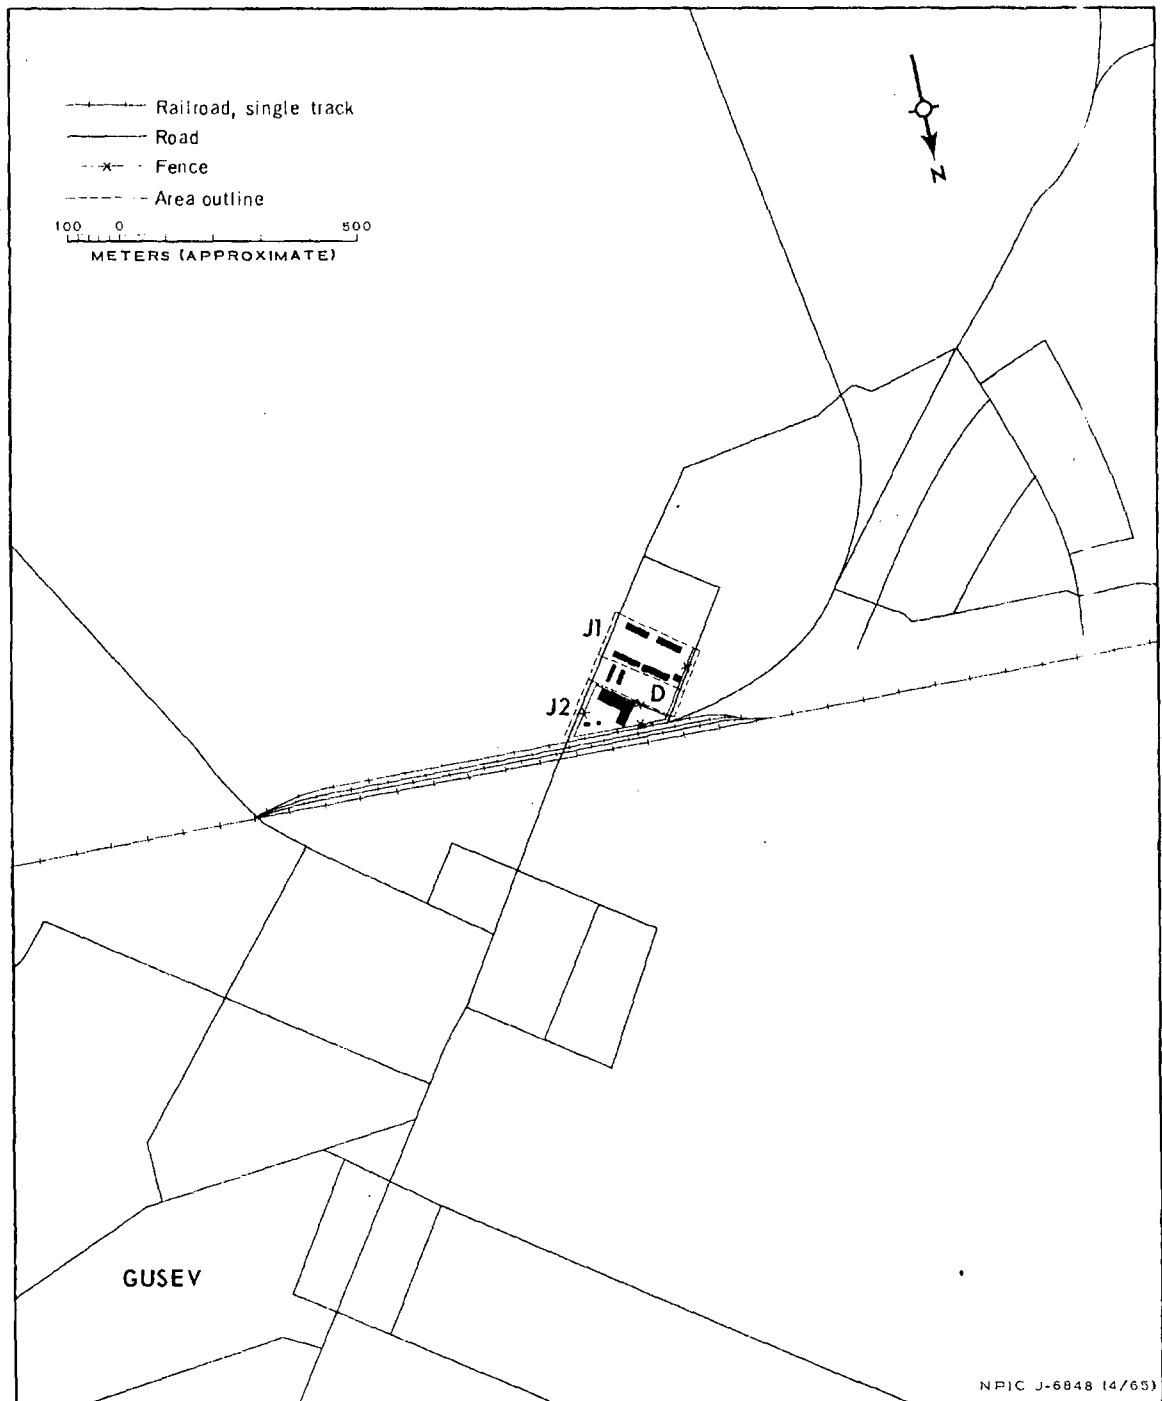 Railroad, single track
Road
Fence
Area outline
100 0 500
METERS (APPROXIMATE)
N
J1
D
J2
GUSEV
NPIC J-6848 (4/65)